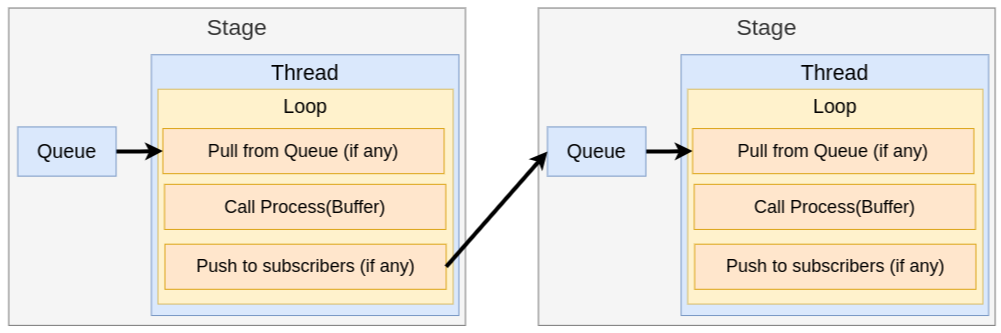 Stage
Thread
Loop
Queue
Pull from Queue (if any)
Call Process(Buffer)
Push to subscribers (if any)
Stage
Thread
Loop
Queue
Pull from Queue (if any)
Call Process(Buffer)
Push to subscribers (if any)